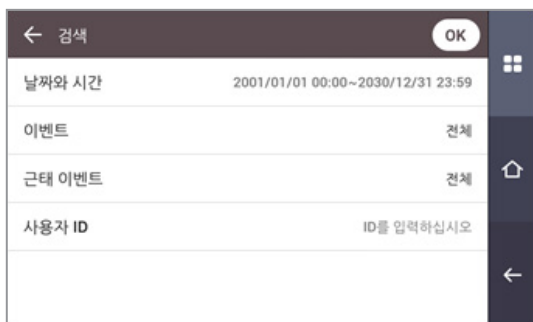 검색 OK
날짜와 시간 2001/01/01 00:00~2030/12/31 23:59
이벤트 전체
근태 이벤트 전체
사용자 ID ID를 입력하십시오